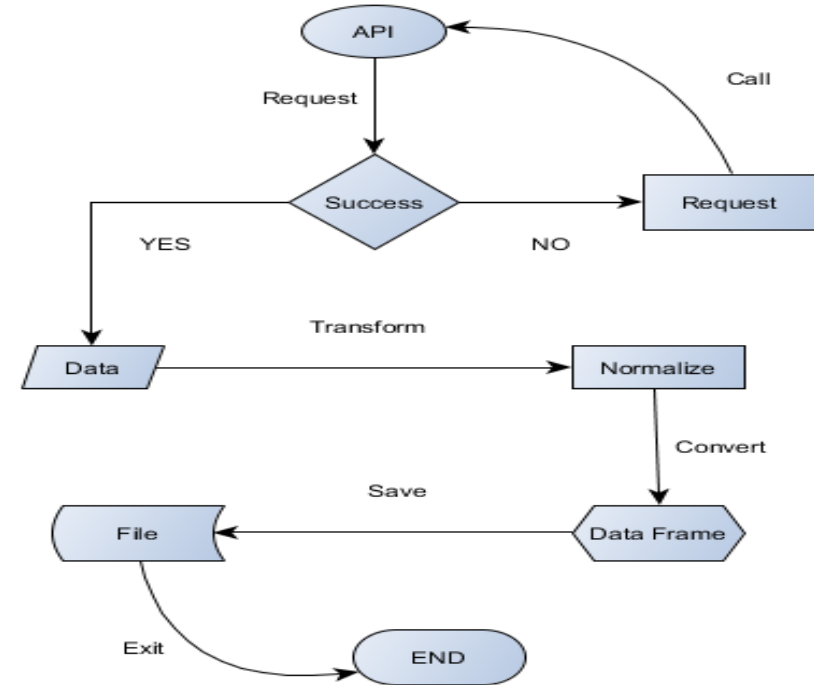 API
Call
Request
Success
Request
YES
NO
Transform
Data
Normalize
Convert
Save
File
Data Frame
Exit
END